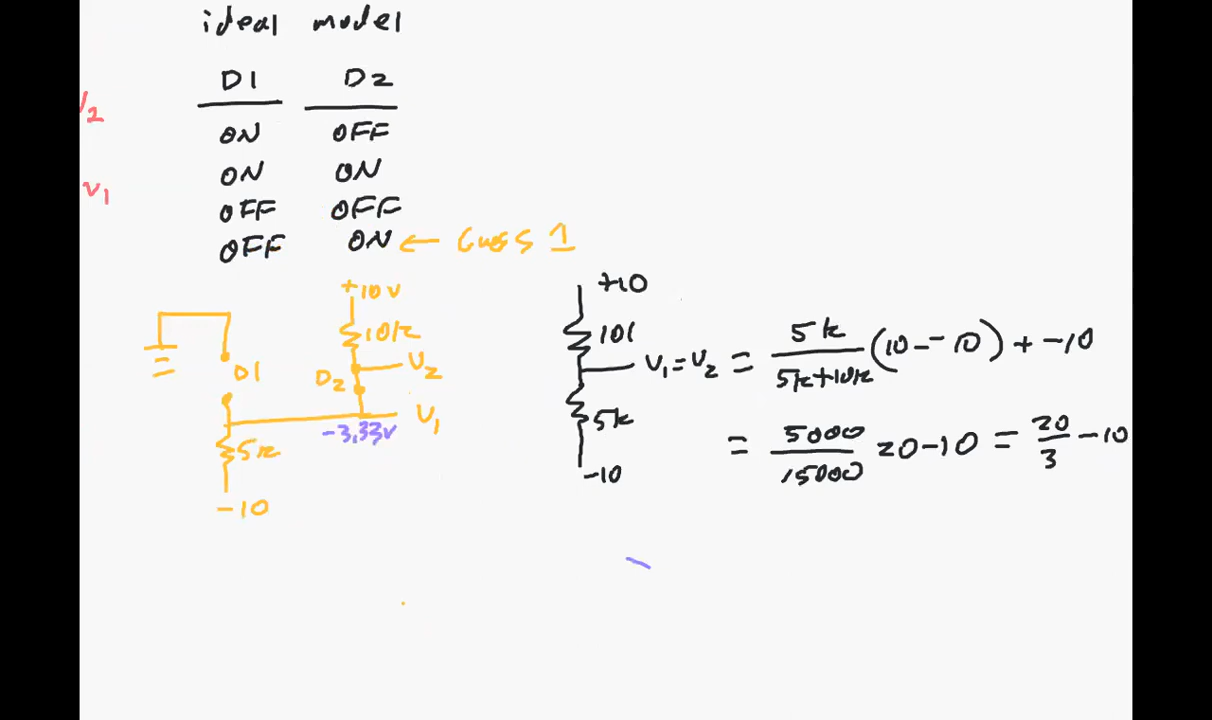 ideal model
D1 D2
ON OFF
ON ON
OFF OFF
OFF ON ← Guess 1
V1
+10V
10k
V2
D2
D1
V1
-3.33V
5k
-10
+10
V1 = V2 = 5k / 5k+10k (10 - -10) + -10
5k
-10
= 5000 / 15000 20 - 10 = 20 / 3 - 10